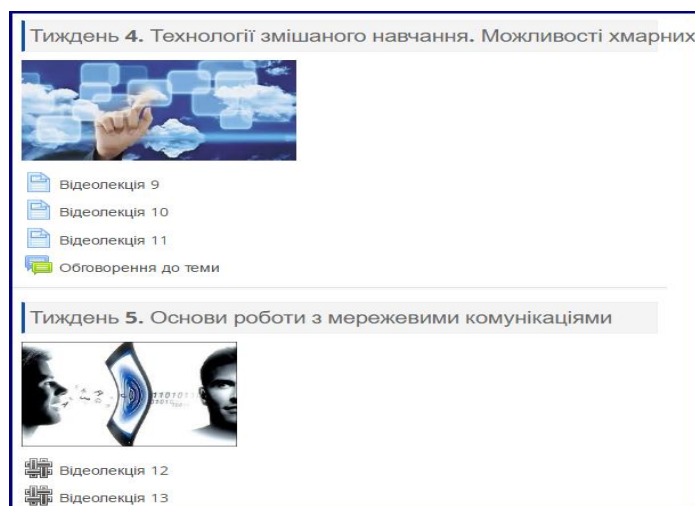 Тиждень 4. Технології змішаного навчання. Можливості хмарних
Відеолекція 9
Відеолекція 10
Відеолекція 11
Обговорення до теми
Тиждень 5. Основи роботи з мережевими комунікаціями
Відеолекція 12
Відеолекція 13